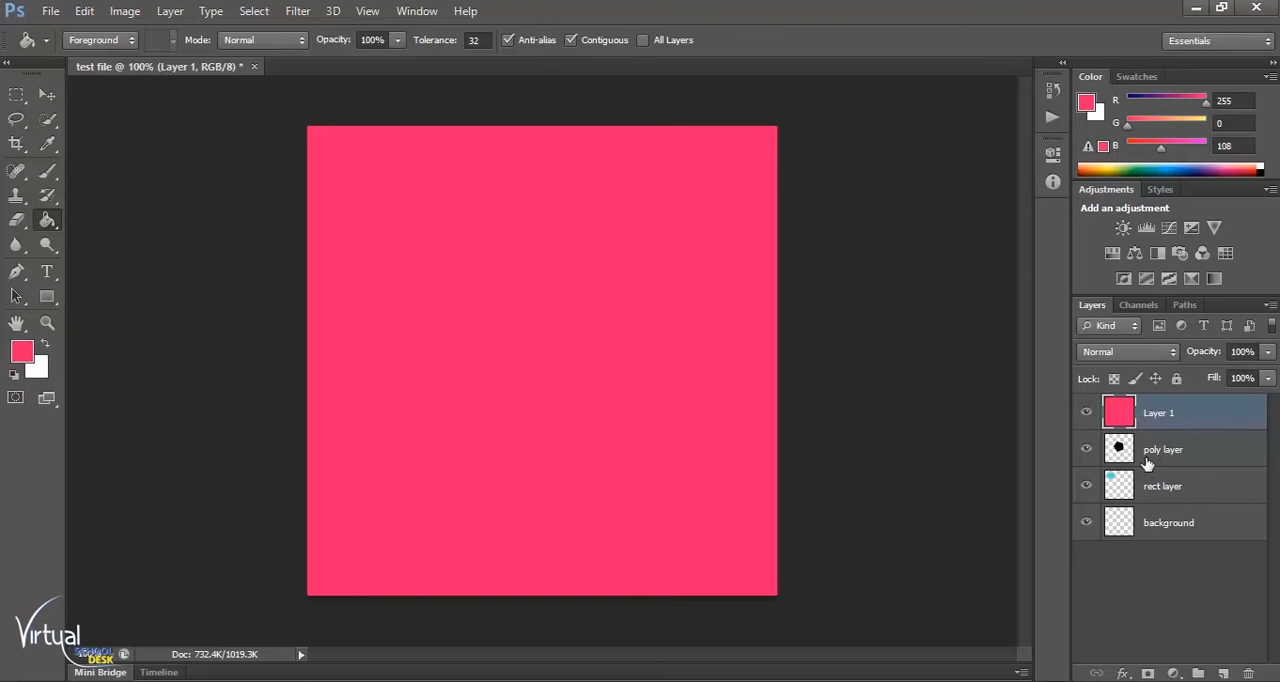 Ps File Edit Image Layer Type Select Filter 3D View Window Help
Foreground Mode: Normal Opacity: 100% Tolerance: 32 Anti-alias Contiguous All Layers Essentials
test file @ 100% (Layer 1, RGB/8) * ×
Color Swatches
R 255
G 0
B 108
Adjustments Styles
Add an adjustment
Layers Channels Paths
Kind
Normal Opacity: 100%
Lock: Fill: 100%
Layer 1
poly layer
rect layer
background
Virtual
SCHOOL
DESK
Doc: 732.4K/1019.3K
Mini Bridge Timeline